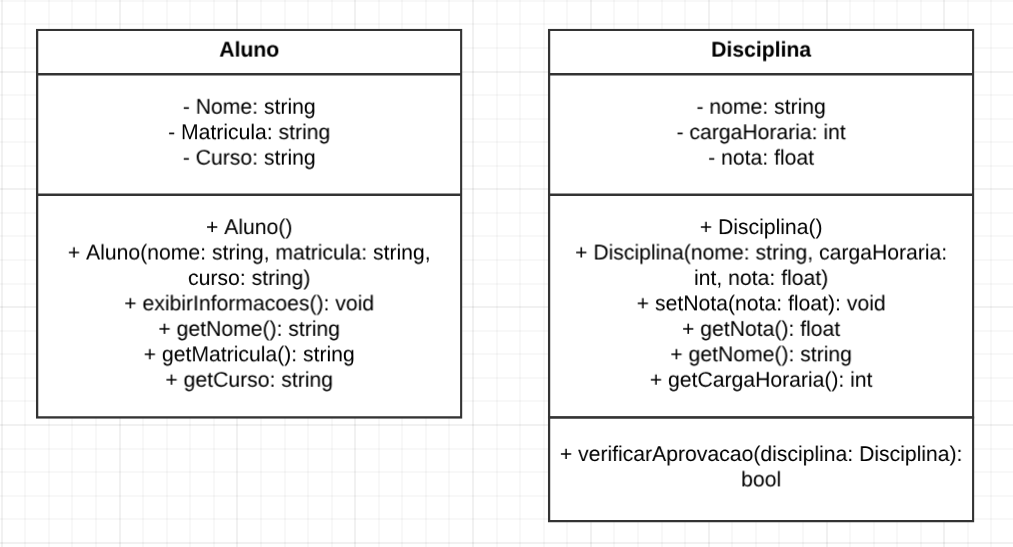 Aluno
- Nome: string
- Matricula: string
- Curso: string
+ Aluno()
+ Aluno(nome: string, matricula: string,
curso: string)
+ exibirInformacoes(): void
+ getNome(): string
+ getMatricula(): string
+ getCurso: string
Disciplina
- nome: string
- cargaHoraria: int
- nota: float
+ Disciplina()
+ Disciplina(nome: string, cargaHoraria:
int, nota: float)
+ setNota(nota: float): void
+ getNota(): float
+ getNome(): string
+ getCargaHoraria(): int
+ verificarAprovacao(disciplina: Disciplina):
bool